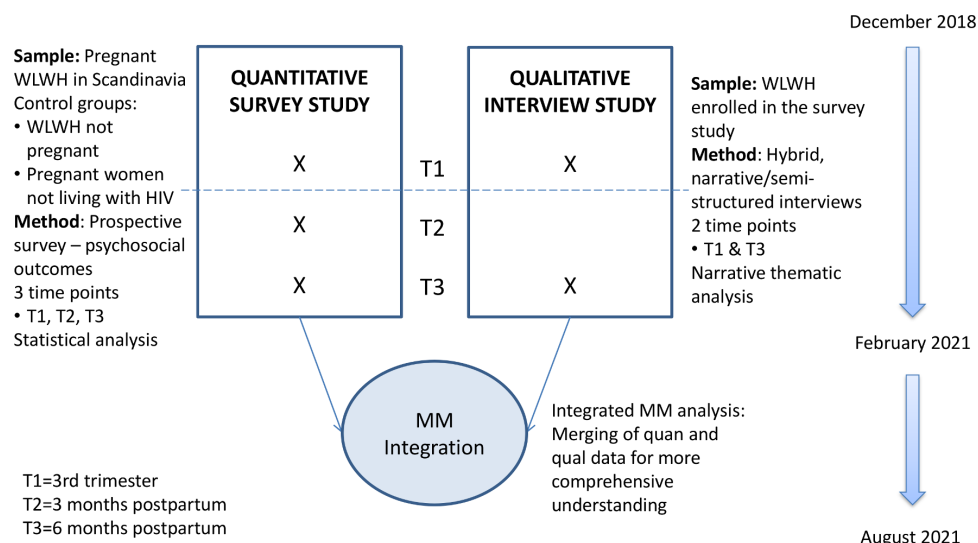 December 2018
Sample: Pregnant
WLWH in Scandinavia
Control groups:
• WLWH not
pregnant
• Pregnant women
not living with HIV
Method: Prospective
survey – psychosocial
outcomes
3 time points
• T1, T2, T3
Statistical analysis
QUANTITATIVE
SURVEY STUDY
X
X
X
T1
T2
T3
QUALITATIVE
INTERVIEW STUDY
X
X
Sample: WLWH
enrolled in the survey
study
Method: Hybrid,
narrative/semi-
structured interviews
2 time points
• T1 & T3
Narrative thematic
analysis
February 2021
MM
Integration
Integrated MM analysis:
Merging of quan and
qual data for more
comprehensive
understanding
T1=3rd trimester
T2=3 months postpartum
T3=6 months postpartum
August 2021